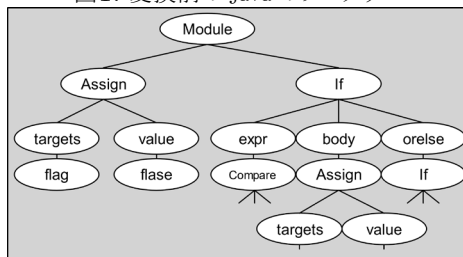 Module
Assign If
targets value expr body orelse
flag flase Compare Assign If
targets value